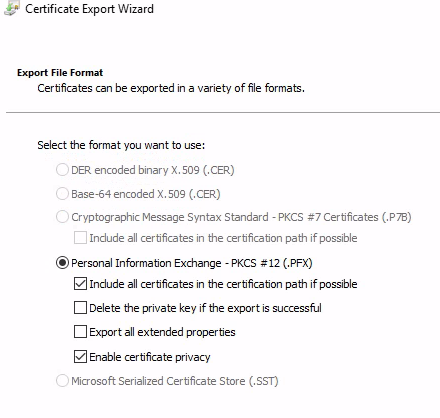 Certificate Export Wizard
Export File Format
Certificates can be exported in a variety of file formats.
Select the format you want to use:
DER encoded binary X.509 (.CER)
Base-64 encoded X.509 (.CER)
Cryptographic Message Syntax Standard - PKCS #7 Certificates (.P7B)
Include all certificates in the certification path if possible
Personal Information Exchange - PKCS #12 (.PFX)
Include all certificates in the certification path if possible
Delete the private key if the export is successful
Export all extended properties
Enable certificate privacy
Microsoft Serialized Certificate Store (.SST)